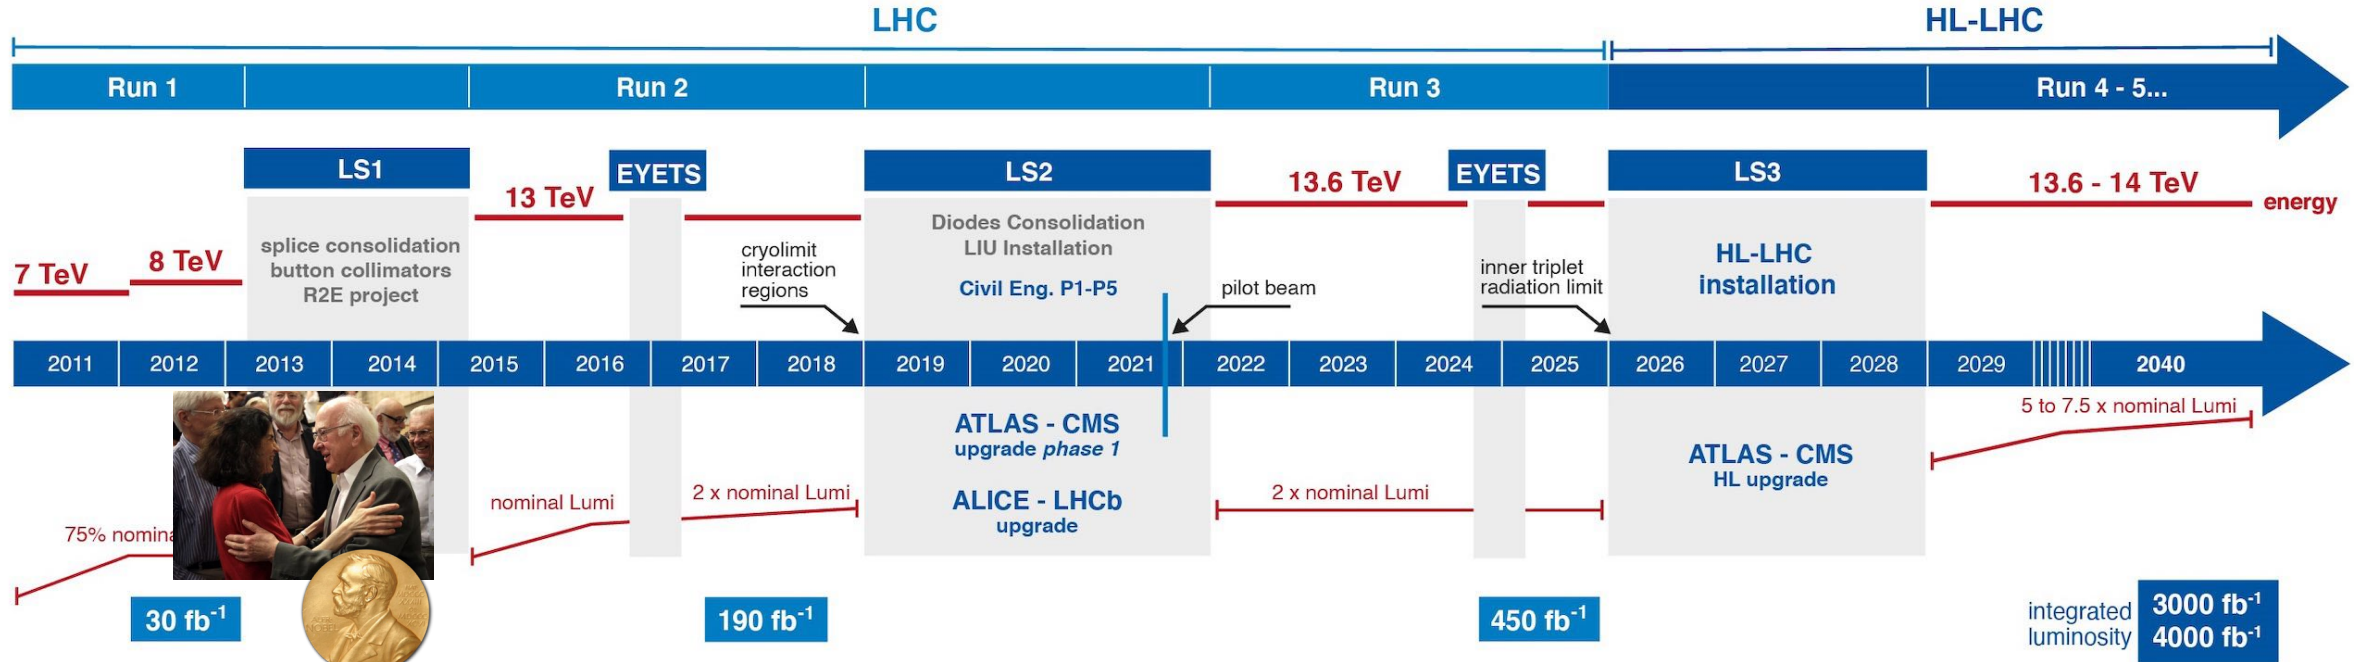 LHC
HL-LHC
Run 1
Run 2
Run 3
Run 4 - 5...
LS1
EYETS
LS2
EYETS
LS3
13 TeV
13.6 TeV
13.6 - 14 TeV
energy
7 TeV
8 TeV
splice consolidation
button collimators
R2E project
cryolimit
interaction
regions
Diodes Consolidation
LIU Installation
Civil Eng. P1-P5
pilot beam
inner triplet
radiation limit
HL-LHC
installation
2011
2012
2013
2014
2015
2016
2017
2018
2019
2020
2021
2022
2023
2024
2025
2026
2027
2028
2029
2040
5 to 7.5 x nominal Lumi
ATLAS - CMS
upgrade phase 1
ALICE - LHCb
upgrade
ATLAS - CMS
HL upgrade
75%
nominal Lumi
2 x nominal Lumi
2 x nominal Lumi
30 fb⁻¹
190 fb⁻¹
450 fb⁻¹
integrated
luminosity
3000 fb⁻¹
4000 fb⁻¹